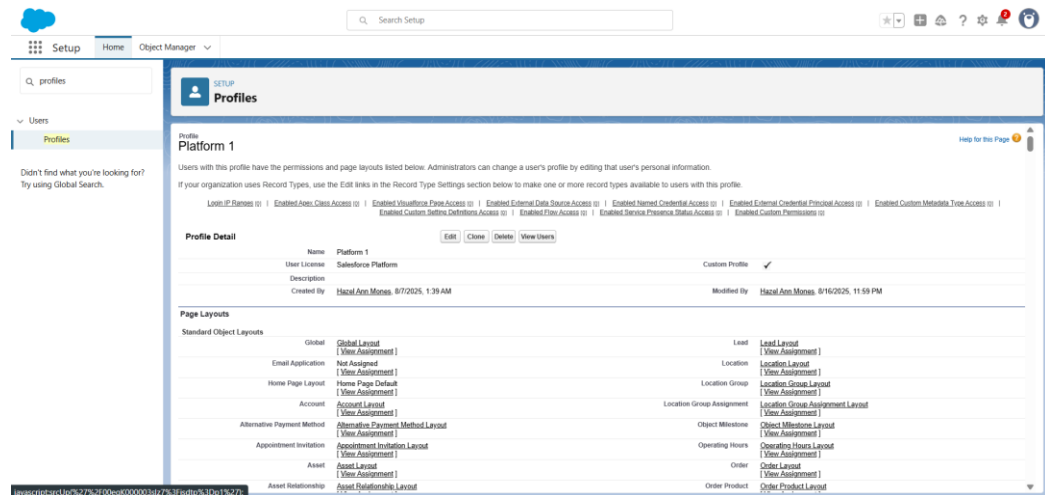 Search Setup
2
Setup Home Object Manager
profiles
Users
Profiles
Didn't find what you're looking for?
Try using Global Search.
SETUP
Profiles
Profile
Platform 1
Help for this Page
Users with this profile have the permissions and page layouts listed below. Administrators can change a user's profile by editing that user's personal information.
If your organization uses Record Types, use the Edit links in the Record Type Settings section below to make one or more record types available to users with this profile.
Login IP Ranges [0] | Enabled Apex Class Access [0] | Enabled Visualforce Page Access [0] | Enabled External Data Source Access [0] | Enabled Named Credential Access [0] | Enabled External Credential Principal Access [0] | Enabled Custom Metadata Type Access [0] |
Enabled Custom Setting Definitions Access [0] | Enabled Flow Access [0] | Enabled Service Presence Status Access [0] | Enabled Custom Permissions [0]
Profile Detail Edit Clone Delete View Users
Name Platform 1
User License Salesforce Platform Custom Profile ✓
Description
Created By Hazel Ann Mones, 8/7/2025, 1:39 AM Modified By Hazel Ann Mones, 8/16/2025, 11:59 PM
Page Layouts
Standard Object Layouts
Global Global Layout Lead Lead Layout
[ View Assignment ] [ View Assignment ]
Email Application Not Assigned Location Location Layout
[ View Assignment ] [ View Assignment ]
Home Page Layout Home Page Default Location Group Location Group Layout
[ View Assignment ] [ View Assignment ]
Account Account Layout Location Group Assignment Location Group Assignment Layout
[ View Assignment ] [ View Assignment ]
Alternative Payment Method Alternative Payment Method Layout Object Milestone Object Milestone Layout
[ View Assignment ] [ View Assignment ]
Appointment Invitation Appointment Invitation Layout Operating Hours Operating Hours Layout
[ View Assignment ] [ View Assignment ]
Asset Asset Layout Order Order Layout
[ View Assignment ] [ View Assignment ]
Asset Relationship Asset Relationship Layout Order Product Order Product Layout